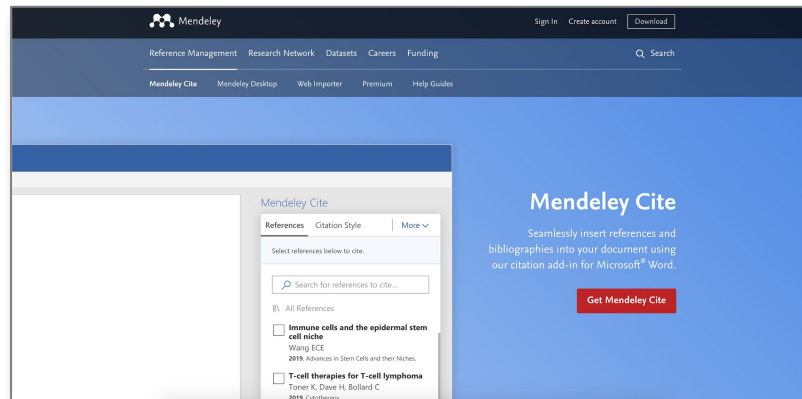 Mendeley
Sign In Create account Download
Reference Management Research Network Datasets Careers Funding
Search
Mendeley Cite Mendeley Desktop Web Importer Premium Help Guides
Mendeley Cite
References Citation Style More
Select references below to cite.
Search for references to cite...
All References
Immune cells and the epidermal stem
cell niche
Wang ECE
2019, Advances in Stem Cells and their Niches,
T-cell therapies for T-cell lymphoma
Toner K, Dave H, Bollard C
2019, Cytotherapy
Mendeley Cite
Seamlessly insert references and
bibliographies into your document using
our citation add-in for Microsoft® Word.
Get Mendeley Cite